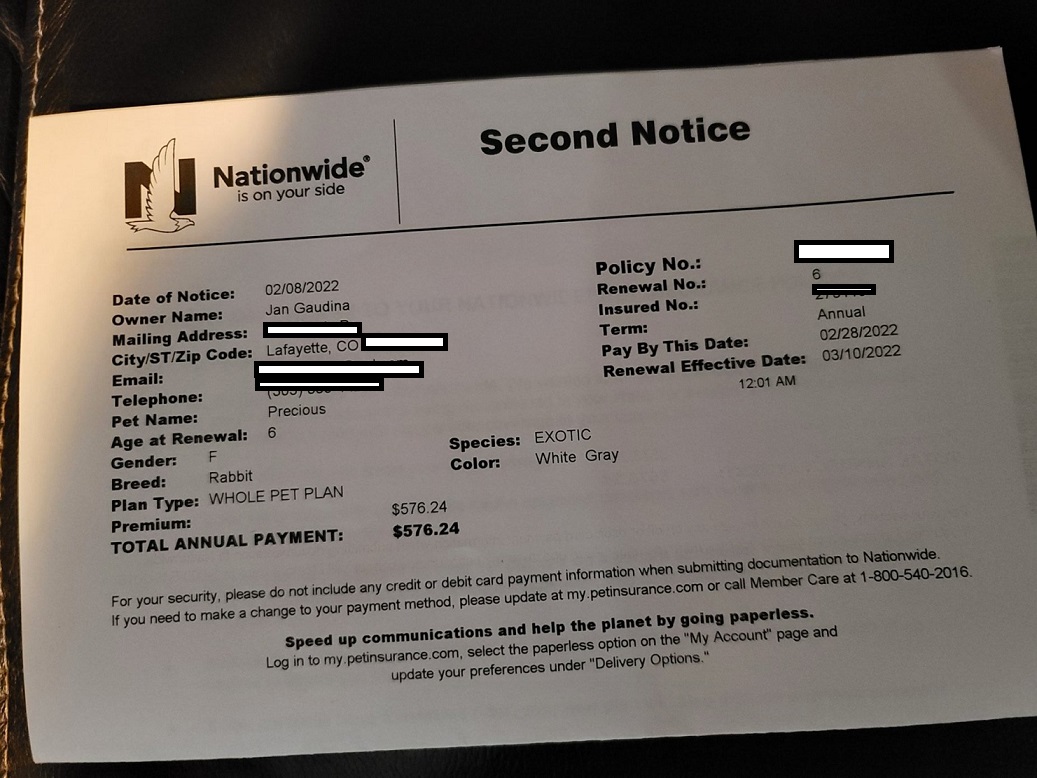 Nationwide®
is on your side
Second Notice
Date of Notice: 02/08/2022
Owner Name: Jan Gaudina
Mailing Address:
City/ST/Zip Code: Lafayette, CO
Email:
Telephone:
Pet Name: Precious
Age at Renewal: 6
Gender: F
Breed: Rabbit
Plan Type: WHOLE PET PLAN
Premium: $576.24
TOTAL ANNUAL PAYMENT: $576.24
Policy No.:
Renewal No.: 6
Insured No.:
Term: Annual
Pay By This Date: 02/28/2022
Renewal Effective Date: 03/10/2022
12:01 AM
Species: EXOTIC
Color: White Gray
For your security, please do not include any credit or debit card payment information when submitting documentation to Nationwide.
If you need to make a change to your payment method, please update at my.petinsurance.com or call Member Care at 1-800-540-2016.
Speed up communications and help the planet by going paperless.
Log in to my.petinsurance.com, select the paperless option on the "My Account" page and
update your preferences under "Delivery Options."